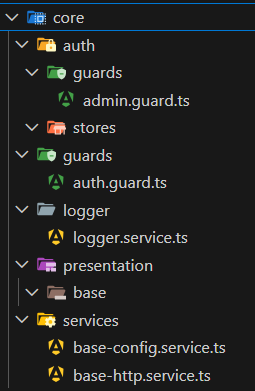 core
auth
guards
admin.guard.ts
stores
guards
auth.guard.ts
logger
logger.service.ts
presentation
base
services
base-config.service.ts
base-http.service.ts